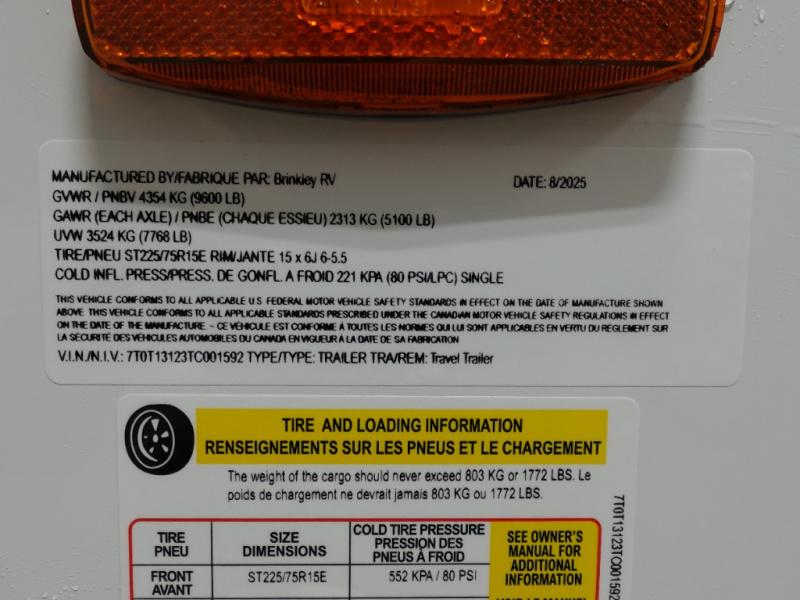 MANUFACTURED BY/FABRIQUE PAR: Brinkley RV DATE: 8/2025
GVWR / PNBV 4354 KG (9600 LB)
GAWR (EACH AXLE) / PNBE (CHAQUE ESSIEU) 2313 KG (5100 LB)
UVW 3524 KG (7768 LB)
TIRE/PNEU ST225/75R15E RIM/JANTE 15 x 6J 6-5.5
COLD INFL. PRESS/PRESS. DE GONFL. A FROID 221 KPA (80 PSI/LPC) SINGLE
THIS VEHICLE CONFORMS TO ALL APPLICABLE U.S. FEDERAL MOTOR VEHICLE SAFETY STANDARDS IN EFFECT ON THE DATE OF MANUFACTURE SHOWN
ABOVE. THIS VEHICLE CONFORMS TO ALL APPLICABLE STANDARDS PRESCRIBED UNDER THE CANADIAN MOTOR VEHICLE SAFETY REGULATIONS IN EFFECT
ON THE DATE OF THE MANUFACTURE. - CE VÉHICULE EST CONFORME À TOUTES LES NORMES QUI LUI SONT APPLICABLES EN VERTU DU RÈGLEMENT SUR
LA SÉCURITÉ DES VÉHICULES AUTOMOBILES DU CANADA EN VIGUEUR À LA DATE DE SA FABRICATION
V.I.N./N.I.V.: 7T0T13123TC001592 TYPE/TYPE: TRAILER TRA/REM: Travel Trailer
TIRE AND LOADING INFORMATION
RENSEIGNEMENTS SUR LES PNEUS ET LE CHARGEMENT
The weight of the cargo should never exceed 803 KG or 1772 LBS. Le
poids de chargement ne devrait jamais 803 KG ou 1772 LBS.
TIRE
PNEU
SIZE
DIMENSIONS
COLD TIRE PRESSURE
PRESSION DES
PNEUS À FROID
SEE OWNER'S
MANUAL FOR
ADDITIONAL
INFORMATION
FRONT
AVANT
ST225/75R15E
552 KPA / 80 PSI
7T0T13123TC001592